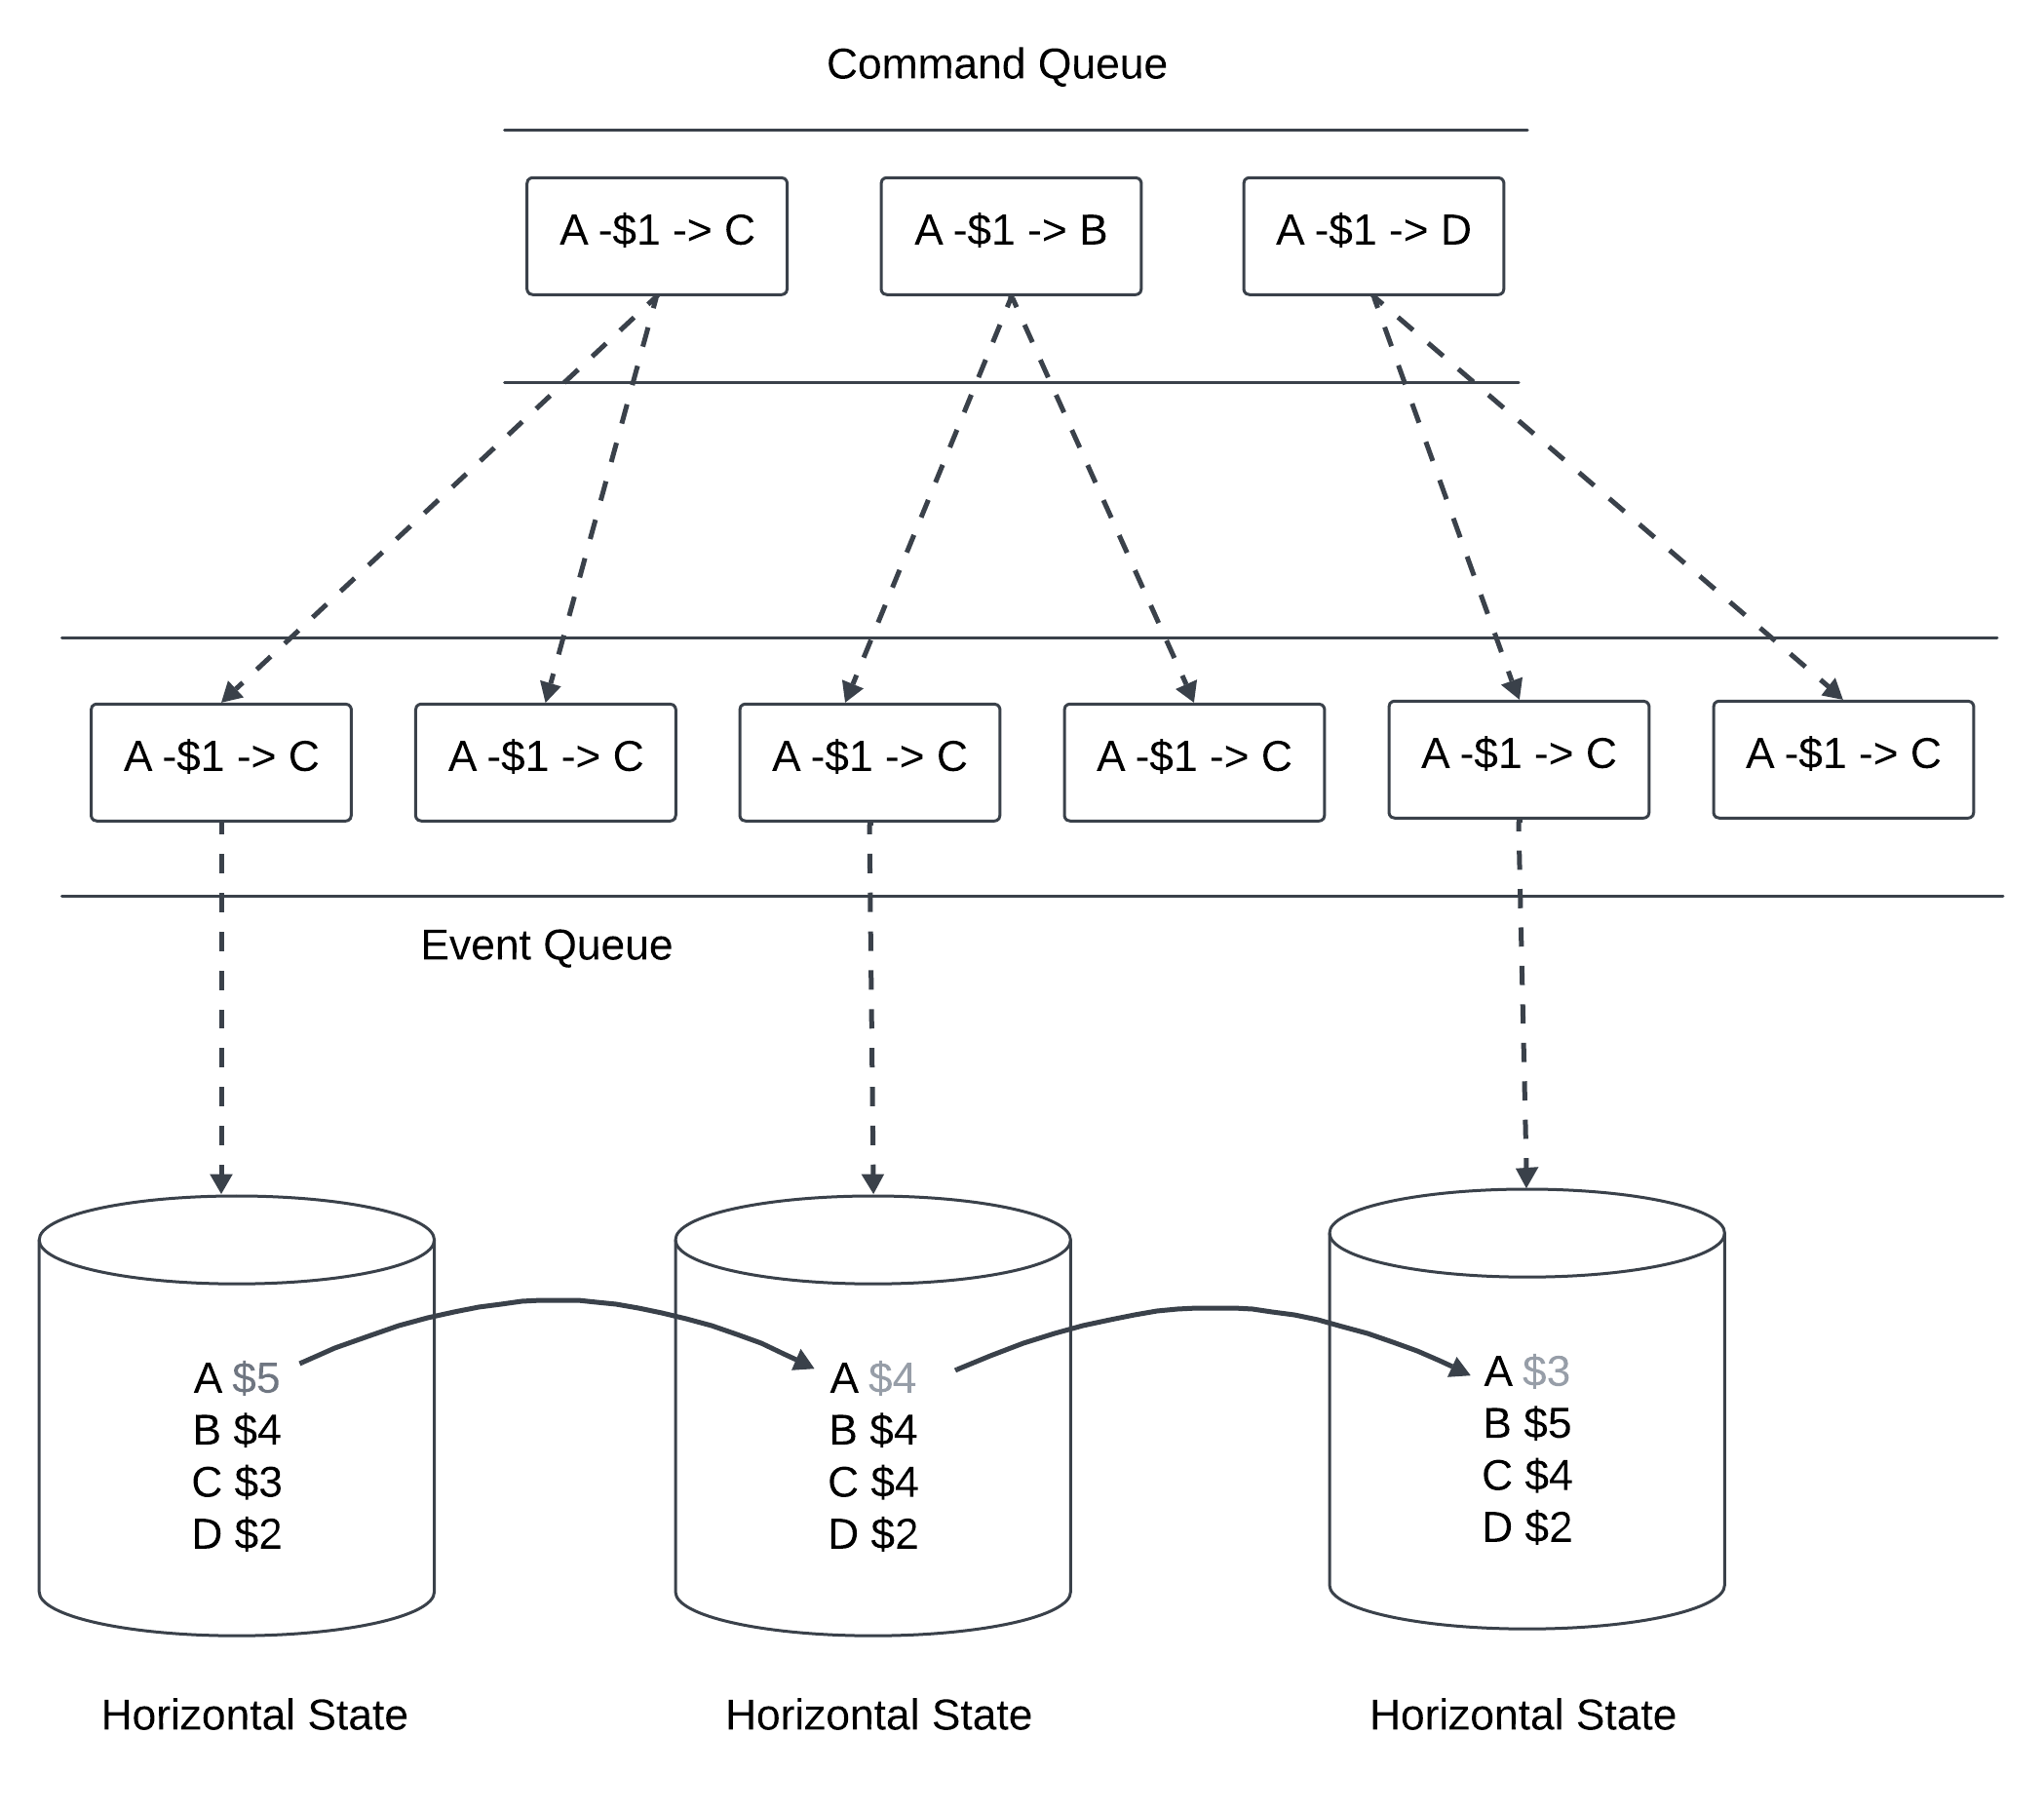 Command Queue
A -$1 -> C
A -$1 -> B
A -$1 -> D
A -$1 -> C
A -$1 -> C
A -$1 -> C
A -$1 -> C
A -$1 -> C
A -$1 -> C
Event Queue
A $5
B $4
C $3
D $2
A $4
B $4
C $4
D $2
A $3
B $5
C $4
D $2
Horizontal State
Horizontal State
Horizontal State